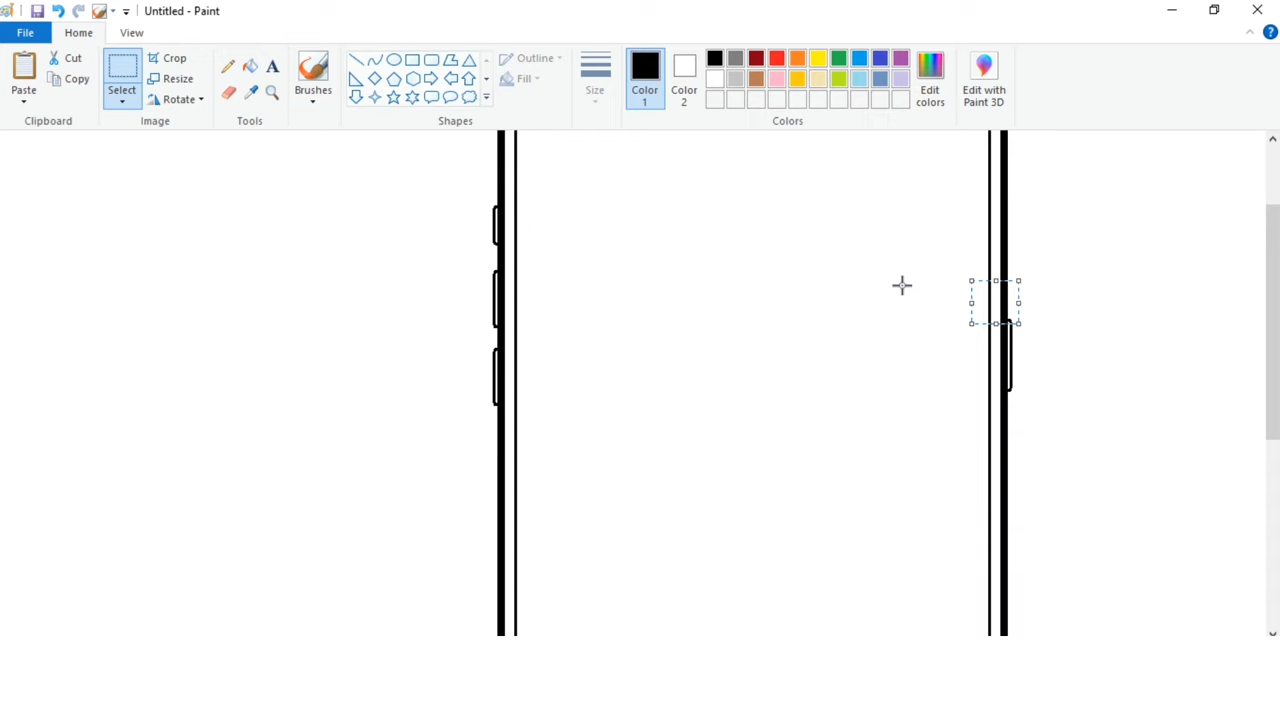 Untitled - Paint
File Home View
Paste
Cut
Copy
Clipboard
Select
Crop
Resize
Rotate
Image
A
Tools
Brushes
Shapes
Outline
Fill
Size
Color 1
Color 2
Colors
Edit colors
Edit with Paint 3D
?